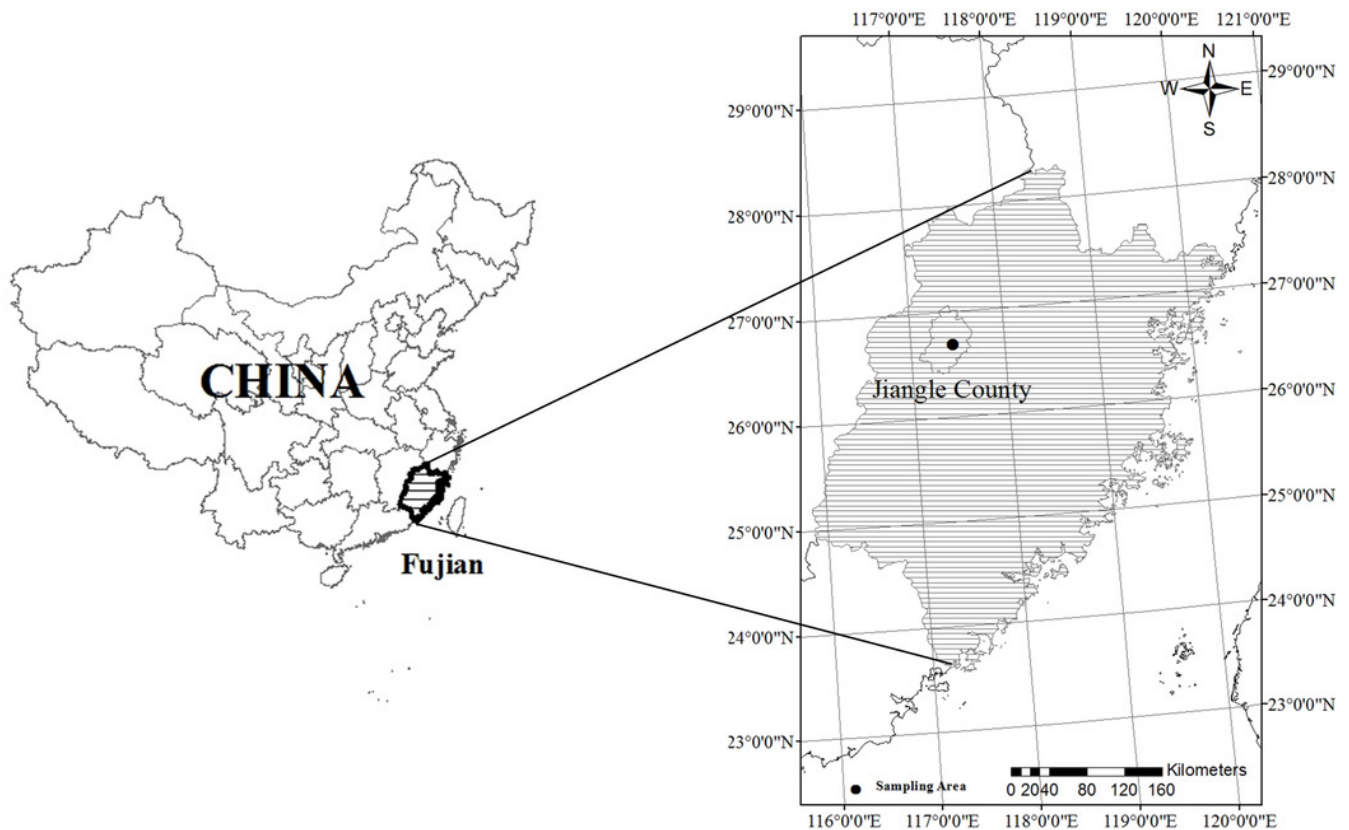 CHINA
Fujian
117°0'0"E 118°0'0"E 119°0'0"E 120°0'0"E 121°0'0"E
N
W E
S
29°0'0"N
28°0'0"N
27°0'0"N
26°0'0"N
25°0'0"N
24°0'0"N
23°0'0"N
29°0'0"N
28°0'0"N
27°0'0"N
26°0'0"N
25°0'0"N
24°0'0"N
23°0'0"N
Jiangle County
Kilometers
0 20 40 80 120 160
Sampling Area
116°0'0"E 117°0'0"E 118°0'0"E 119°0'0"E 120°0'0"E